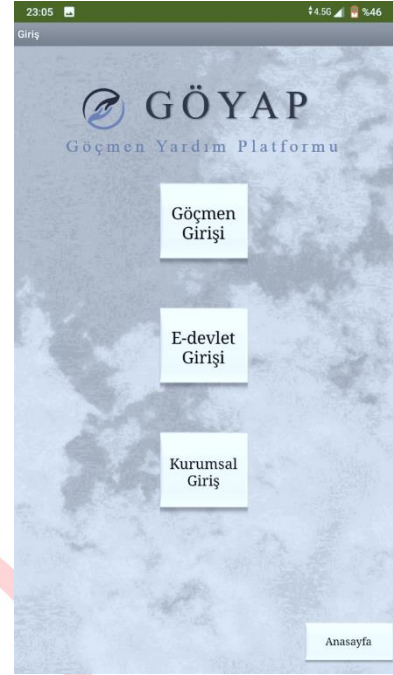 23:05 4.5G %46
Giriş
GÖYAP
Göçmen Yardım Platformu
Göçmen
Girişi
E-devlet
Girişi
Kurumsal
Giriş
Anasayfa